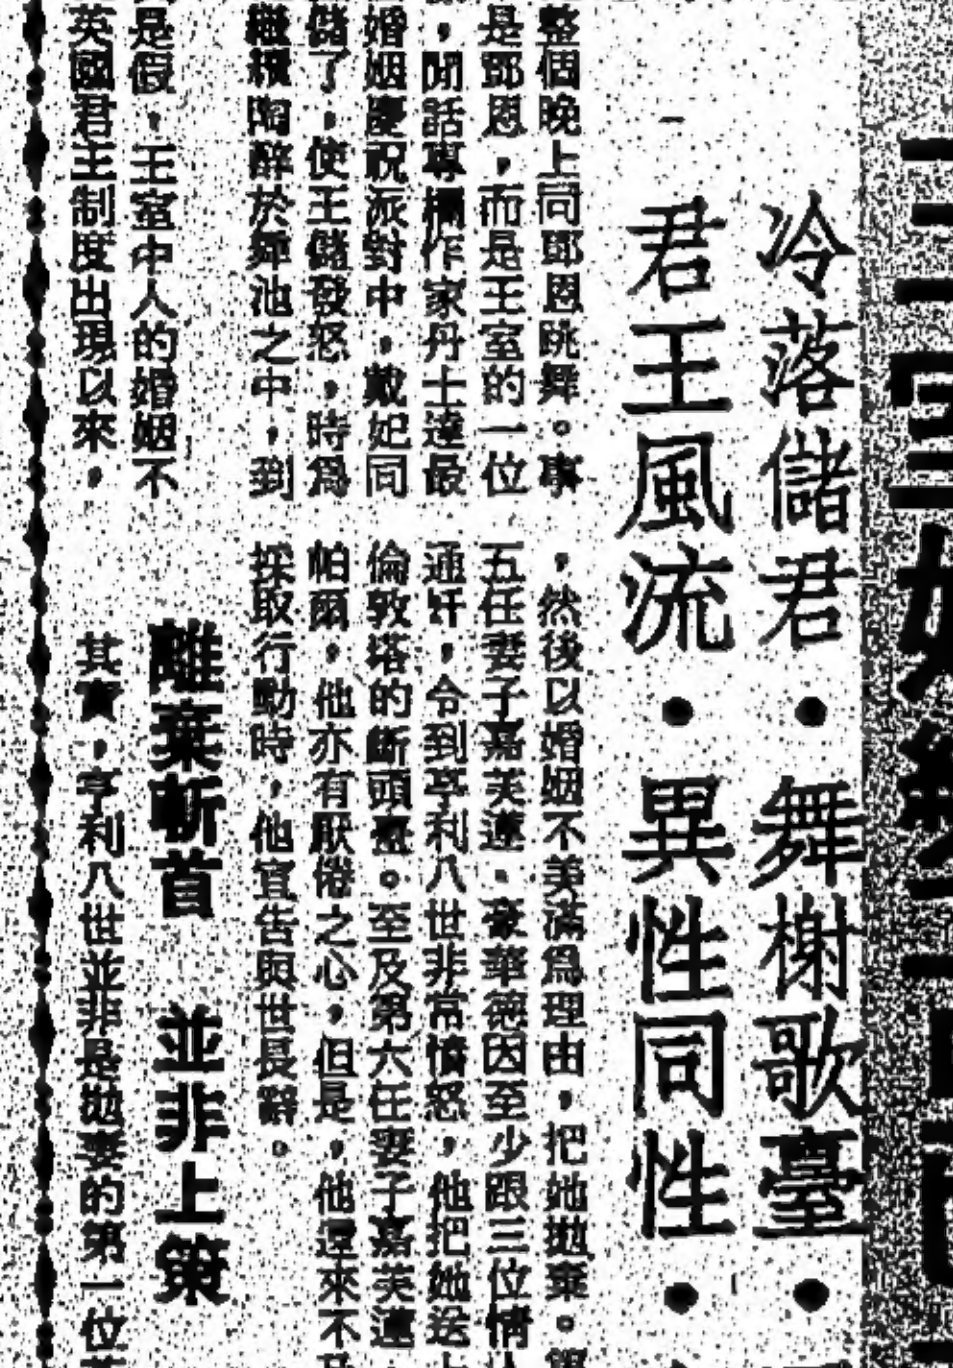 冷落儲君•舞榭歌臺•
君王風流•異性同性•
整個晚上同鄧恩跳舞。事
是鄧恩，而是王室的一位
，閒話專欄作家丹士達最
婚姻慶祝派對中，戴妃同
儲了，使王儲發怒，時爲
繼續陶醉於舞池之中，到
是假，王室中人的婚姻不
英國君主制度出現以來，
，然後以婚姻不美滿爲理由，把她拋棄。
五任妻子嘉芙蓮·豪華德因至少跟三位情
通奸，令到亨利八世非常憤怒，他把她送
倫敦塔的斷頭臺。至及第六任妻子嘉芙蓮
帕爾，他亦有厭倦之心，但是，他還來不
採取行動時，他宣告與世長辭。
離棄斬首　並非上策
其實，亨利八世並非是拋妻的第一位